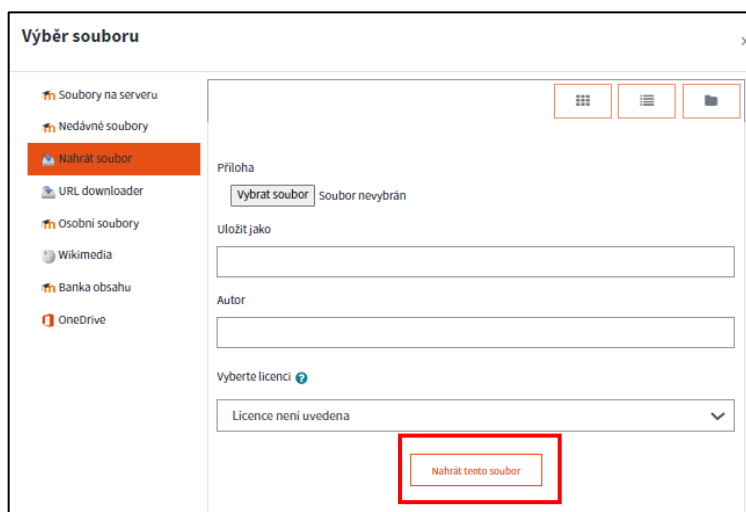 Výběr souboru
Soubory na serveru
Nedávné soubory
Nahrát soubor
URL downloader
Osobní soubory
Wikimedia
Banka obsahu
OneDrive
Příloha
Vybrat soubor Soubor nevybrán
Uložit jako
Autor
Vyberte licenci
Licence není uvedena
Nahrát tento soubor